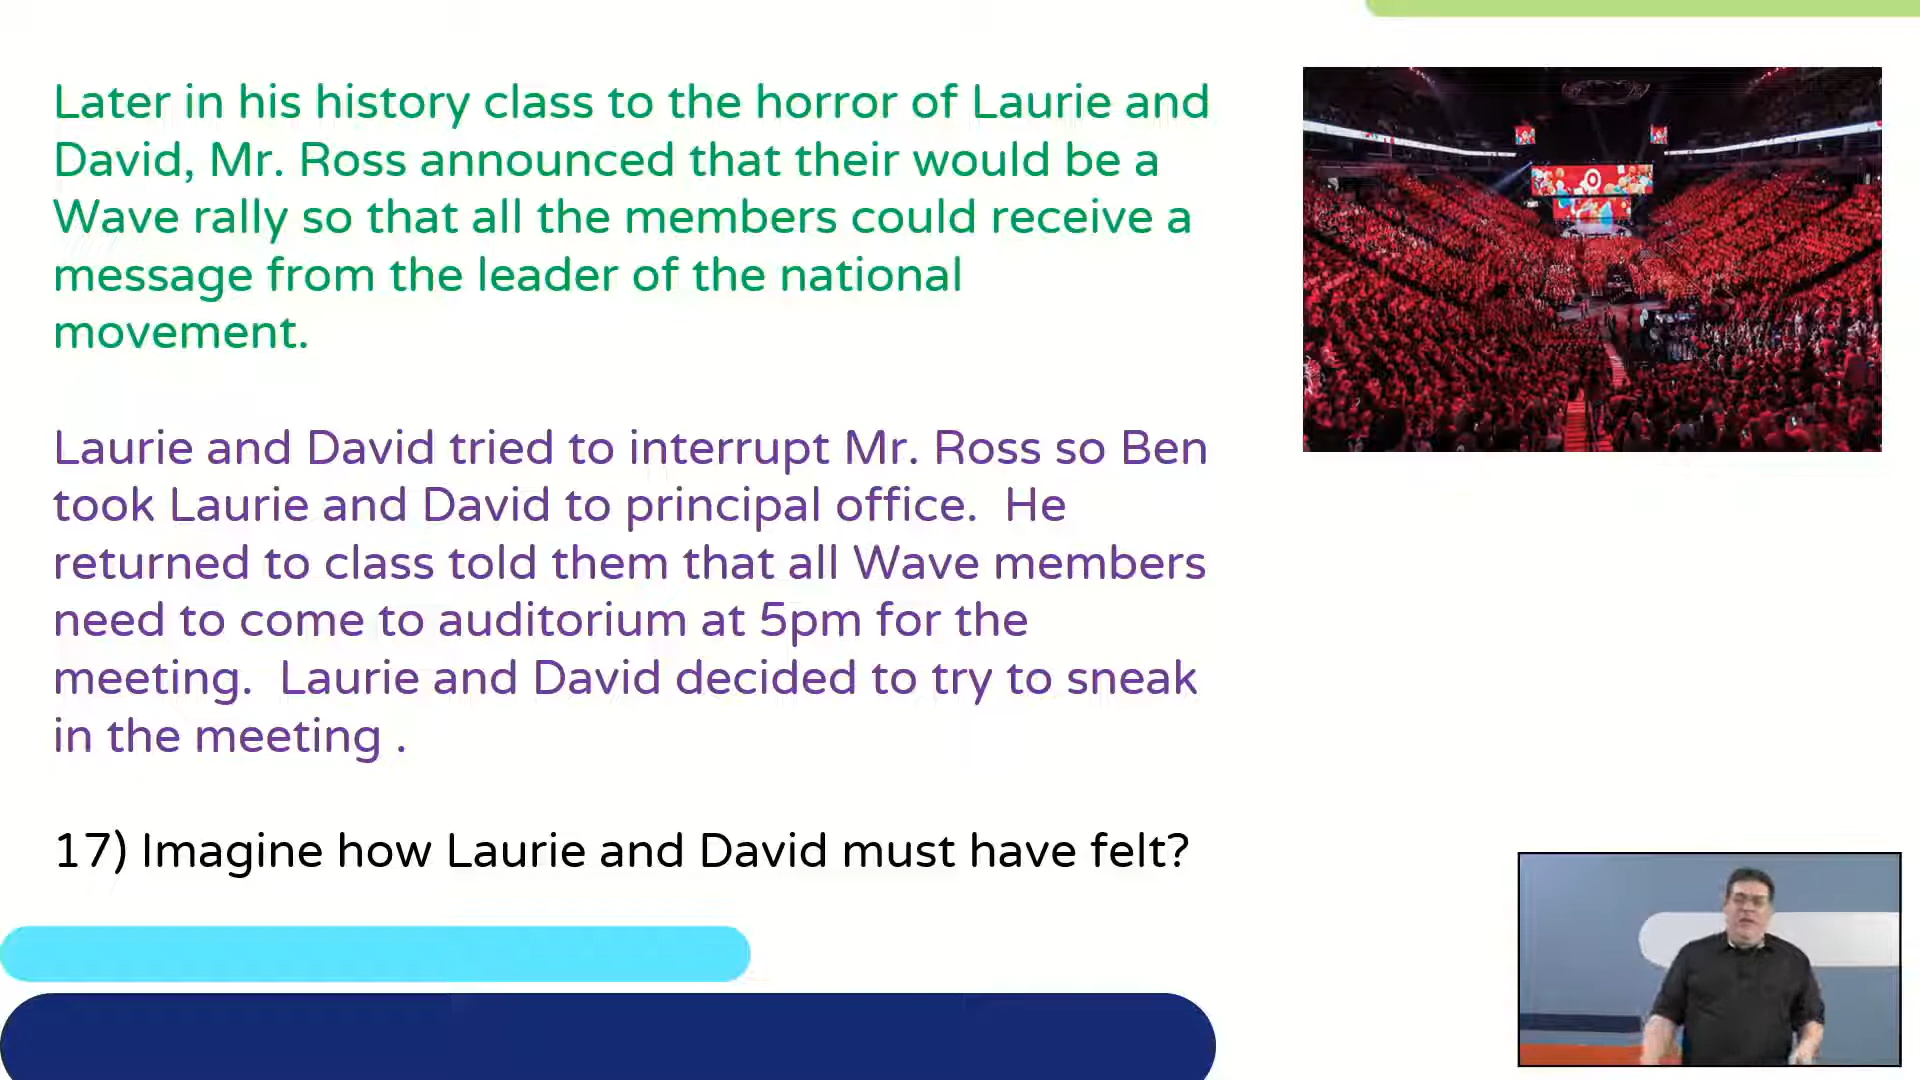 Later in his history class to the horror of Laurie and
David, Mr. Ross announced that their would be a
Wave rally so that all the members could receive a
message from the leader of the national
movement.
Laurie and David tried to interrupt Mr. Ross so Ben
took Laurie and David to principal office.  He
returned to class told them that all Wave members
need to come to auditorium at 5pm for the
meeting.  Laurie and David decided to try to sneak
in the meeting .
17) Imagine how Laurie and David must have felt?